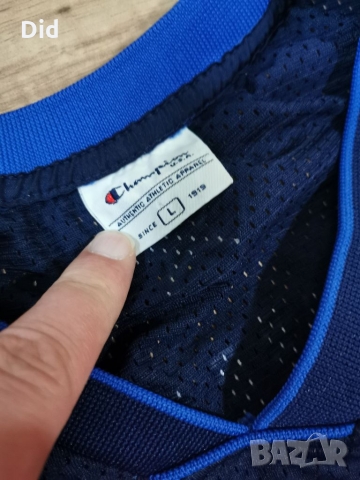 Did
Champion
U.S.A.
AUTHENTIC ATHLETIC APPAREL
SINCE L 1919
BAZAR